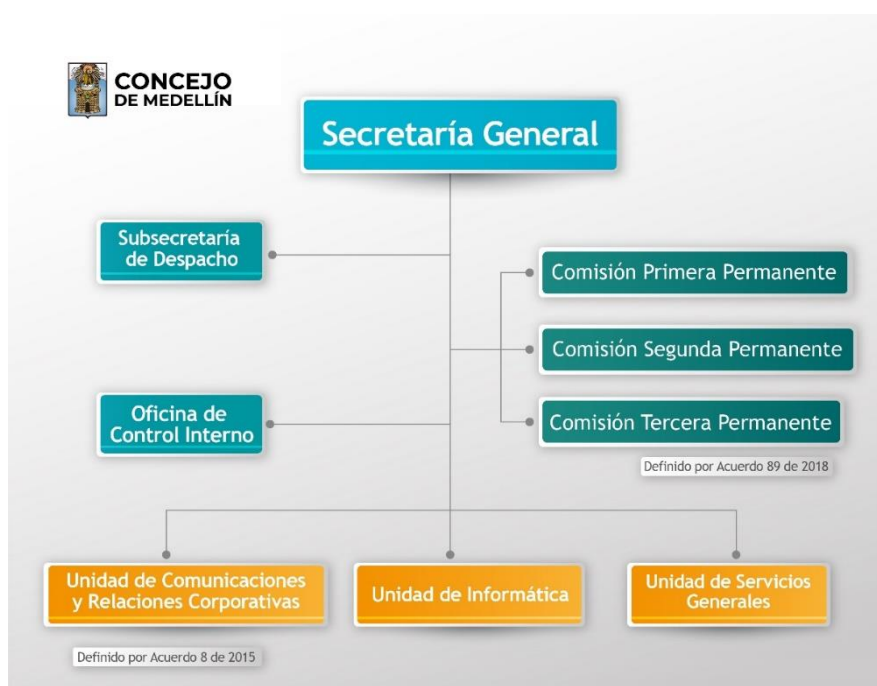 CONCEJO
DE MEDELLÍN
Secretaría General
Subsecretaría
de Despacho
Comisión Primera Permanente
Comisión Segunda Permanente
Oficina de
Control Interno
Comisión Tercera Permanente
Definido por Acuerdo 89 de 2018
Unidad de Comunicaciones
y Relaciones Corporativas
Unidad de Informática
Unidad de Servicios
Generales
Definido por Acuerdo 8 de 2015